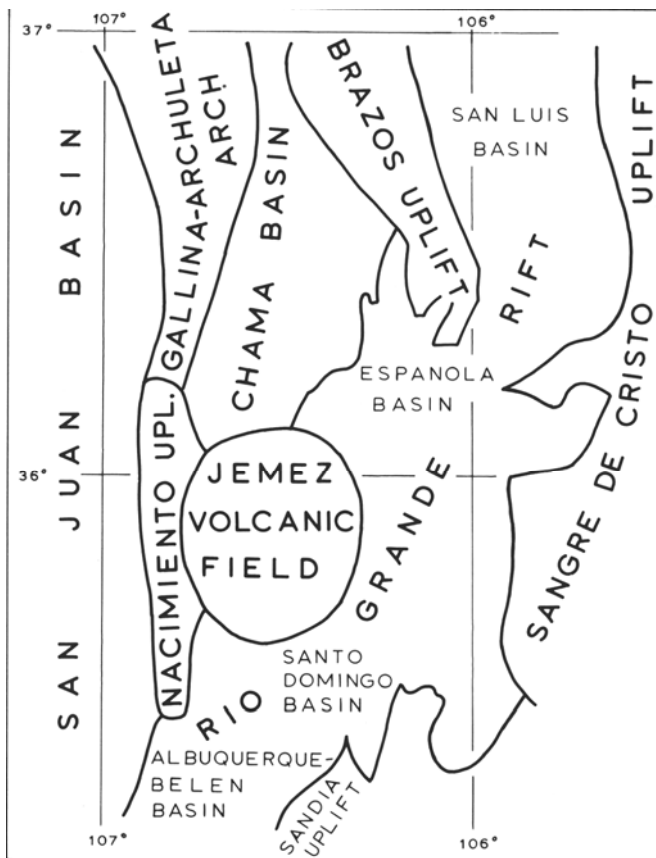 107°
106°
37°
GALLINA-ARCHULETA
ARCH
BRAZOS UPLIFT
SAN LUIS
BASIN
UPLIFT
SAN JUAN BASIN
CHAMA BASIN
RIFT
ESPANOLA
BASIN
SANGRE DE CRISTO
NACIMIENTO UPL.
36°
JEMEZ
VOLCANIC
FIELD
GRANDE
SANTO
DOMINGO
BASIN
RIO
ALBUQUERQUE-
BELEN
BASIN
SANDIA
UPLIFT
107°
106°